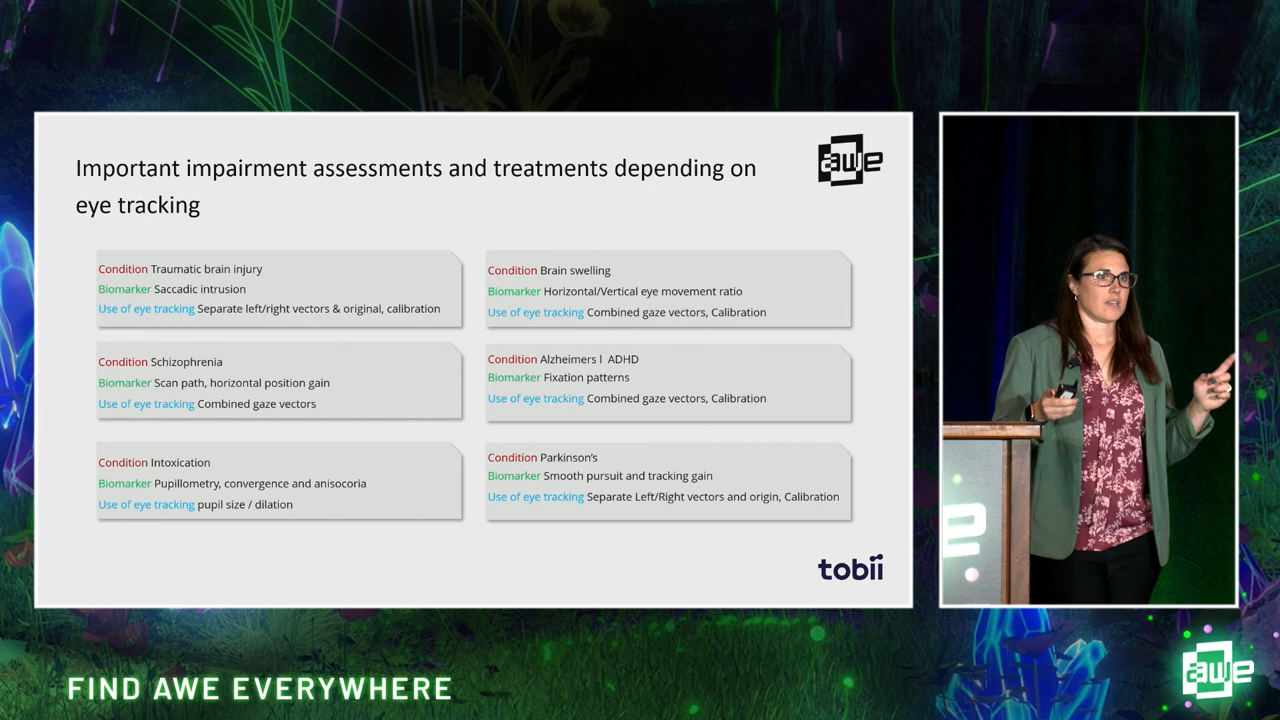 Important impairment assessments and treatments depending on
eye tracking
awe
Condition Traumatic brain injury
Biomarker Saccadic intrusion
Use of eye tracking Separate left/right vectors & original, calibration
Condition Brain swelling
Biomarker Horizontal/Vertical eye movement ratio
Use of eye tracking Combined gaze vectors, Calibration
Condition Schizophrenia
Biomarker Scan path, horizontal position gain
Use of eye tracking Combined gaze vectors
Condition Alzheimers I ADHD
Biomarker Fixation patterns
Use of eye tracking Combined gaze vectors, Calibration
Condition Intoxication
Biomarker Pupillometry, convergence and anisocoria
Use of eye tracking pupil size / dilation
Condition Parkinson's
Biomarker Smooth pursuit and tracking gain
Use of eye tracking Separate Left/Right vectors and origin, Calibration
tobii
e
FIND AWE EVERYWHERE
awe